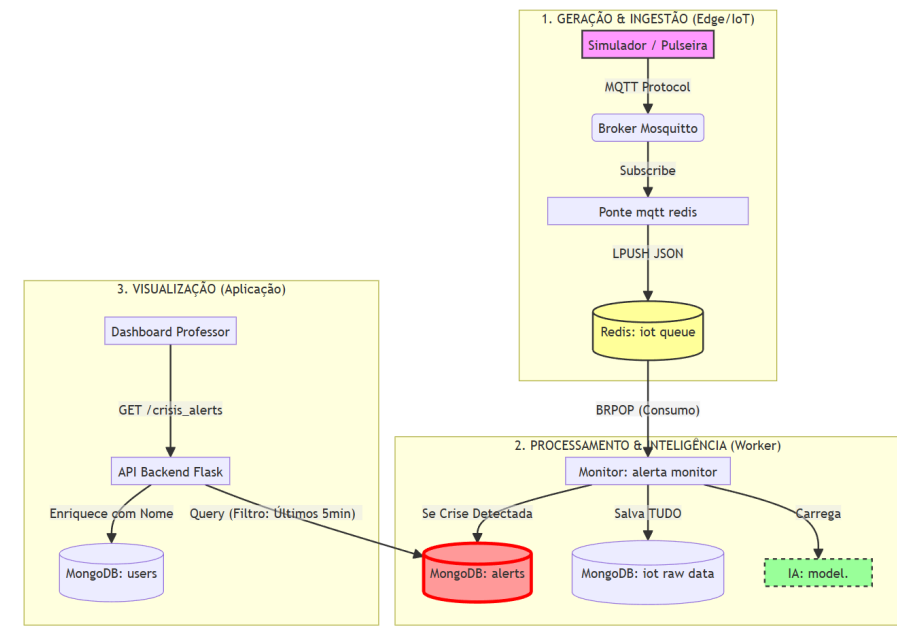 1. GERAÇÃO & INGESTÃO (Edge/IoT)
Simulador / Pulseira
MQTT Protocol
Broker Mosquitto
Subscribe
Ponte mqtt redis
LPUSH JSON
Redis: iot queue
BRPOP (Consumo)
2. PROCESSAMENTO & INTELIGÊNCIA (Worker)
Monitor: alerta monitor
Se Crise Detectada
Salva TUDO
Carrega
MongoDB: alerts
MongoDB: iot raw data
IA: model.
3. VISUALIZAÇÃO (Aplicação)
Dashboard Professor
GET /crisis_alerts
API Backend Flask
Enriquece com Nome
Query (Filtro: Últimos 5min)
MongoDB: users